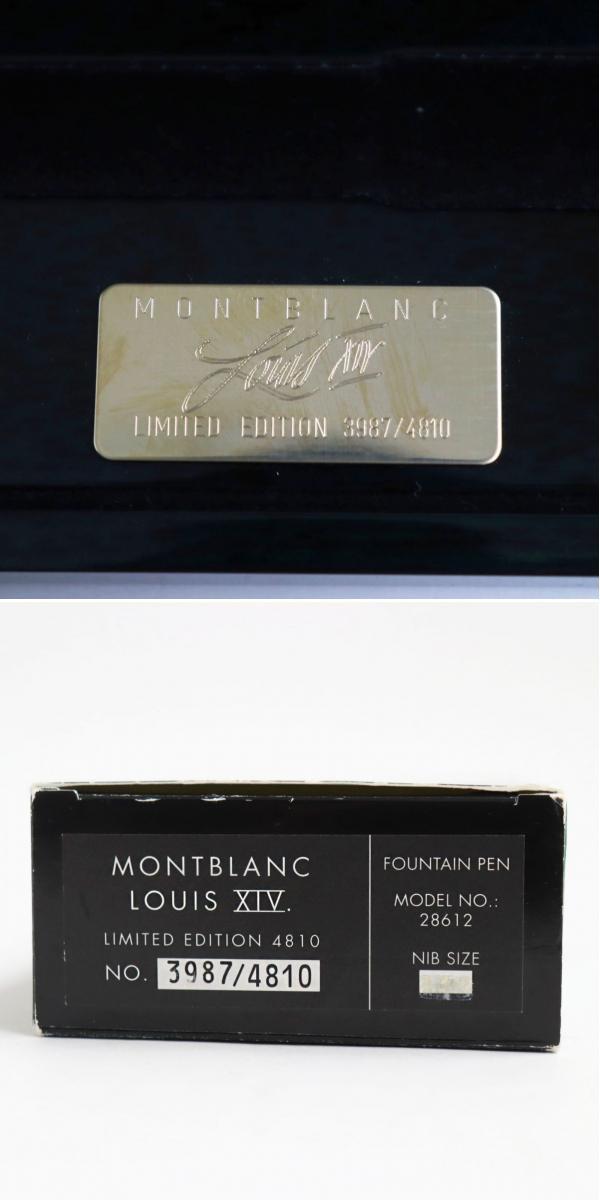 MONTBLANC
Louis XIV
LIMITED EDITION 3987/4810
MONTBLANC
LOUIS XIV.
LIMITED EDITION 4810
NO. 3987/4810
FOUNTAIN PEN
MODEL NO.:
28612
NIB SIZE